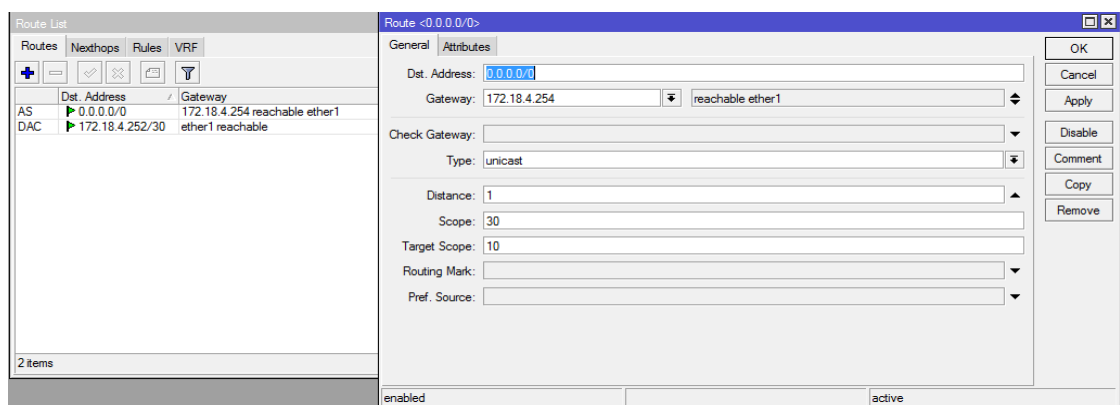 Route List
Routes Nexthops Rules VRF
Dst. Address / Gateway
AS 0.0.0.0/0 172.18.4.254 reachable ether1
DAC 172.18.4.252/30 ether1 reachable
2 items
Route <0.0.0.0/0>
General Attributes
Dst. Address: 0.0.0.0/0
Gateway: 172.18.4.254 reachable ether1
Check Gateway:
Type: unicast
Distance: 1
Scope: 30
Target Scope: 10
Routing Mark:
Pref. Source:
enabled active
OK
Cancel
Apply
Disable
Comment
Copy
Remove